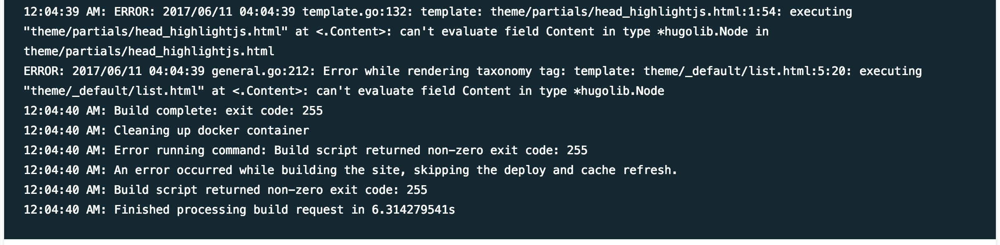 12:04:39 AM: ERROR: 2017/06/11 04:04:39 template.go:132: template: theme/partials/head_highlightjs.html:1:54: executing
"theme/partials/head_highlightjs.html" at <.Content>: can't evaluate field Content in type *hugolib.Node in
theme/partials/head_highlightjs.html
ERROR: 2017/06/11 04:04:39 general.go:212: Error while rendering taxonomy tag: template: theme/_default/list.html:5:20: executing
"theme/_default/list.html" at <.Content>: can't evaluate field Content in type *hugolib.Node
12:04:40 AM: Build complete: exit code: 255
12:04:40 AM: Cleaning up docker container
12:04:40 AM: Error running command: Build script returned non-zero exit code: 255
12:04:40 AM: An error occurred while building the site, skipping the deploy and cache refresh.
12:04:40 AM: Build script returned non-zero exit code: 255
12:04:40 AM: Finished processing build request in 6.314279541s